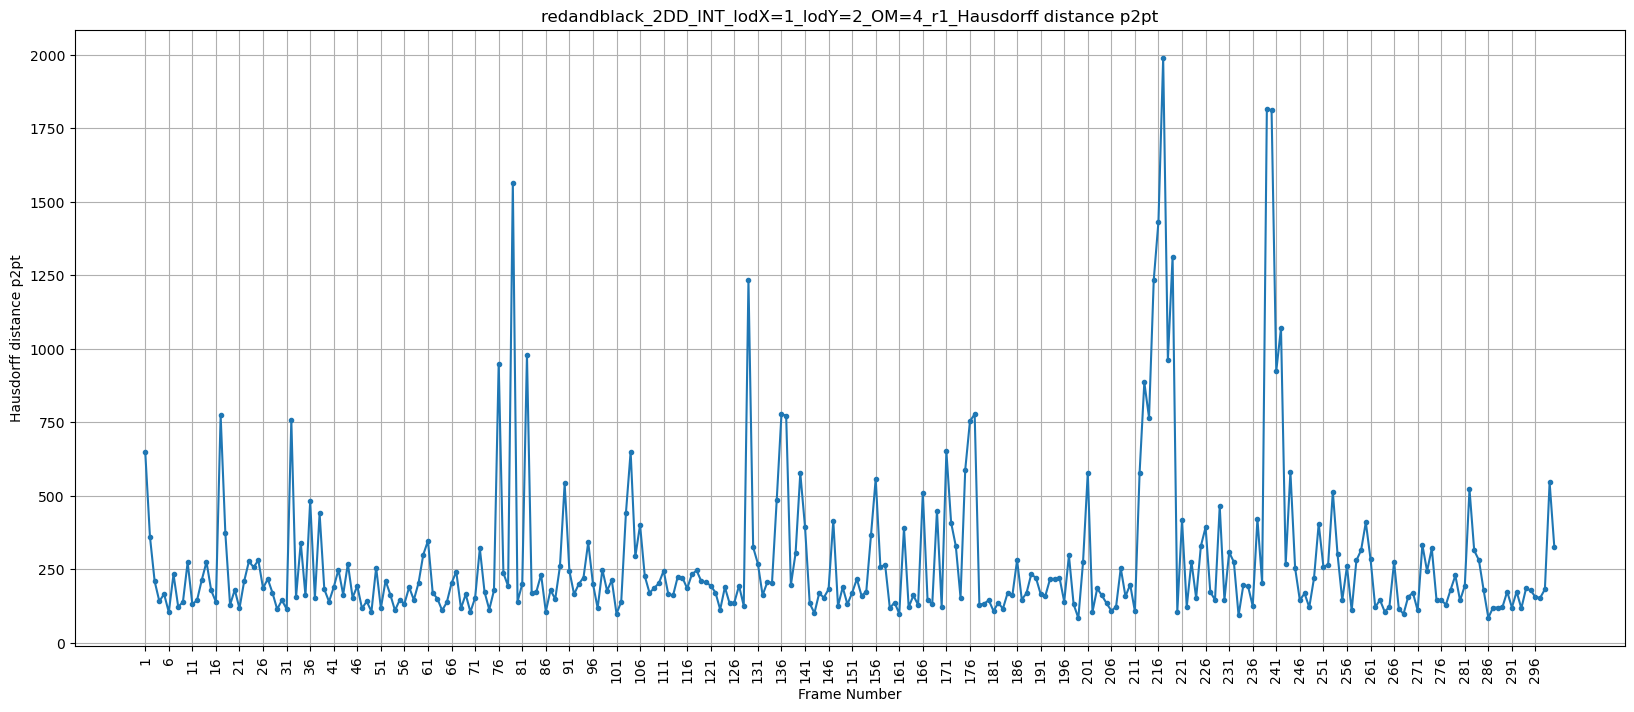 redandblack_2DD_INT_lodX=1_lodY=2_OM=4_r1_Hausdorff distance p2pt
2000
1750
1500
1250
1000
750
500
250
0
Hausdorff distance p2pt
1 6 11 16 21 26 31 36 41 46 51 56 61 66 71 76 81 86 91 96 101 106 111 116 121 126 131 136 141 146 151 156 161 166 171 176 181 186 191 196 201 206 211 216 221 226 231 236 241 246 251 256 261 266 271 276 281 286 291 296
Frame Number